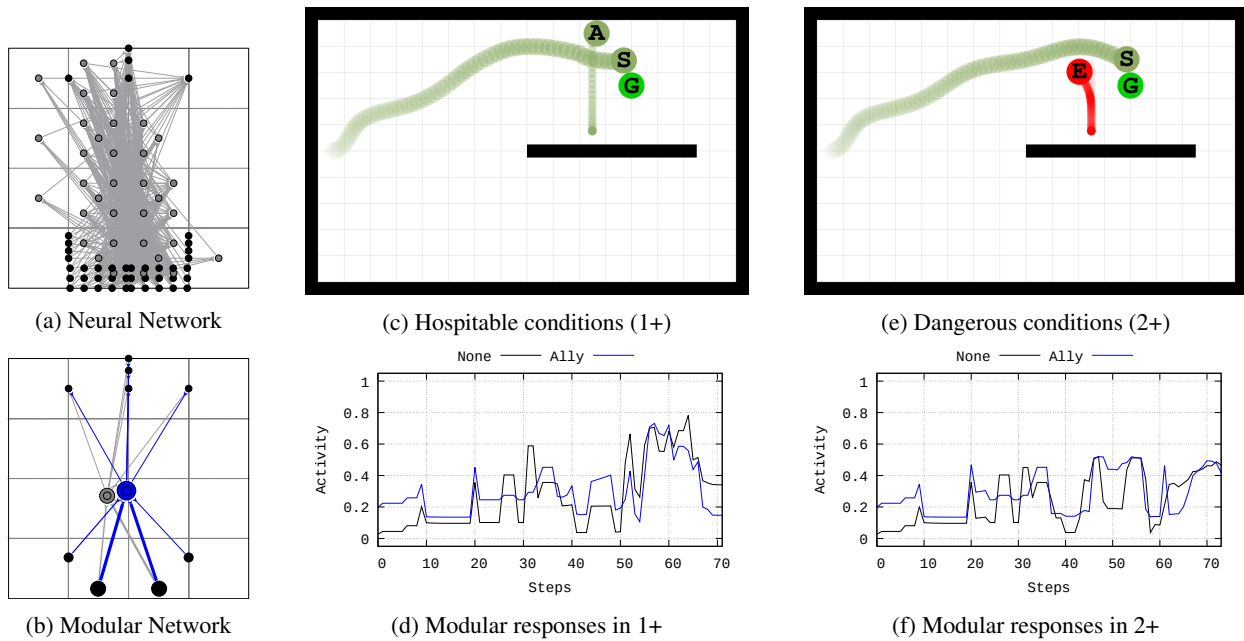 (a) Neural Network
(b) Modular Network
A
S
G
(c) Hospitable conditions (1+)
None
Ally
1
0.8
0.6
0.4
0.2
0
Activity
0 10 20 30 40 50 60 70
Steps
(d) Modular responses in 1+
E
S
G
(e) Dangerous conditions (2+)
None
Ally
1
0.8
0.6
0.4
0.2
0
Activity
0 10 20 30 40 50 60 70
Steps
(f) Modular responses in 2+